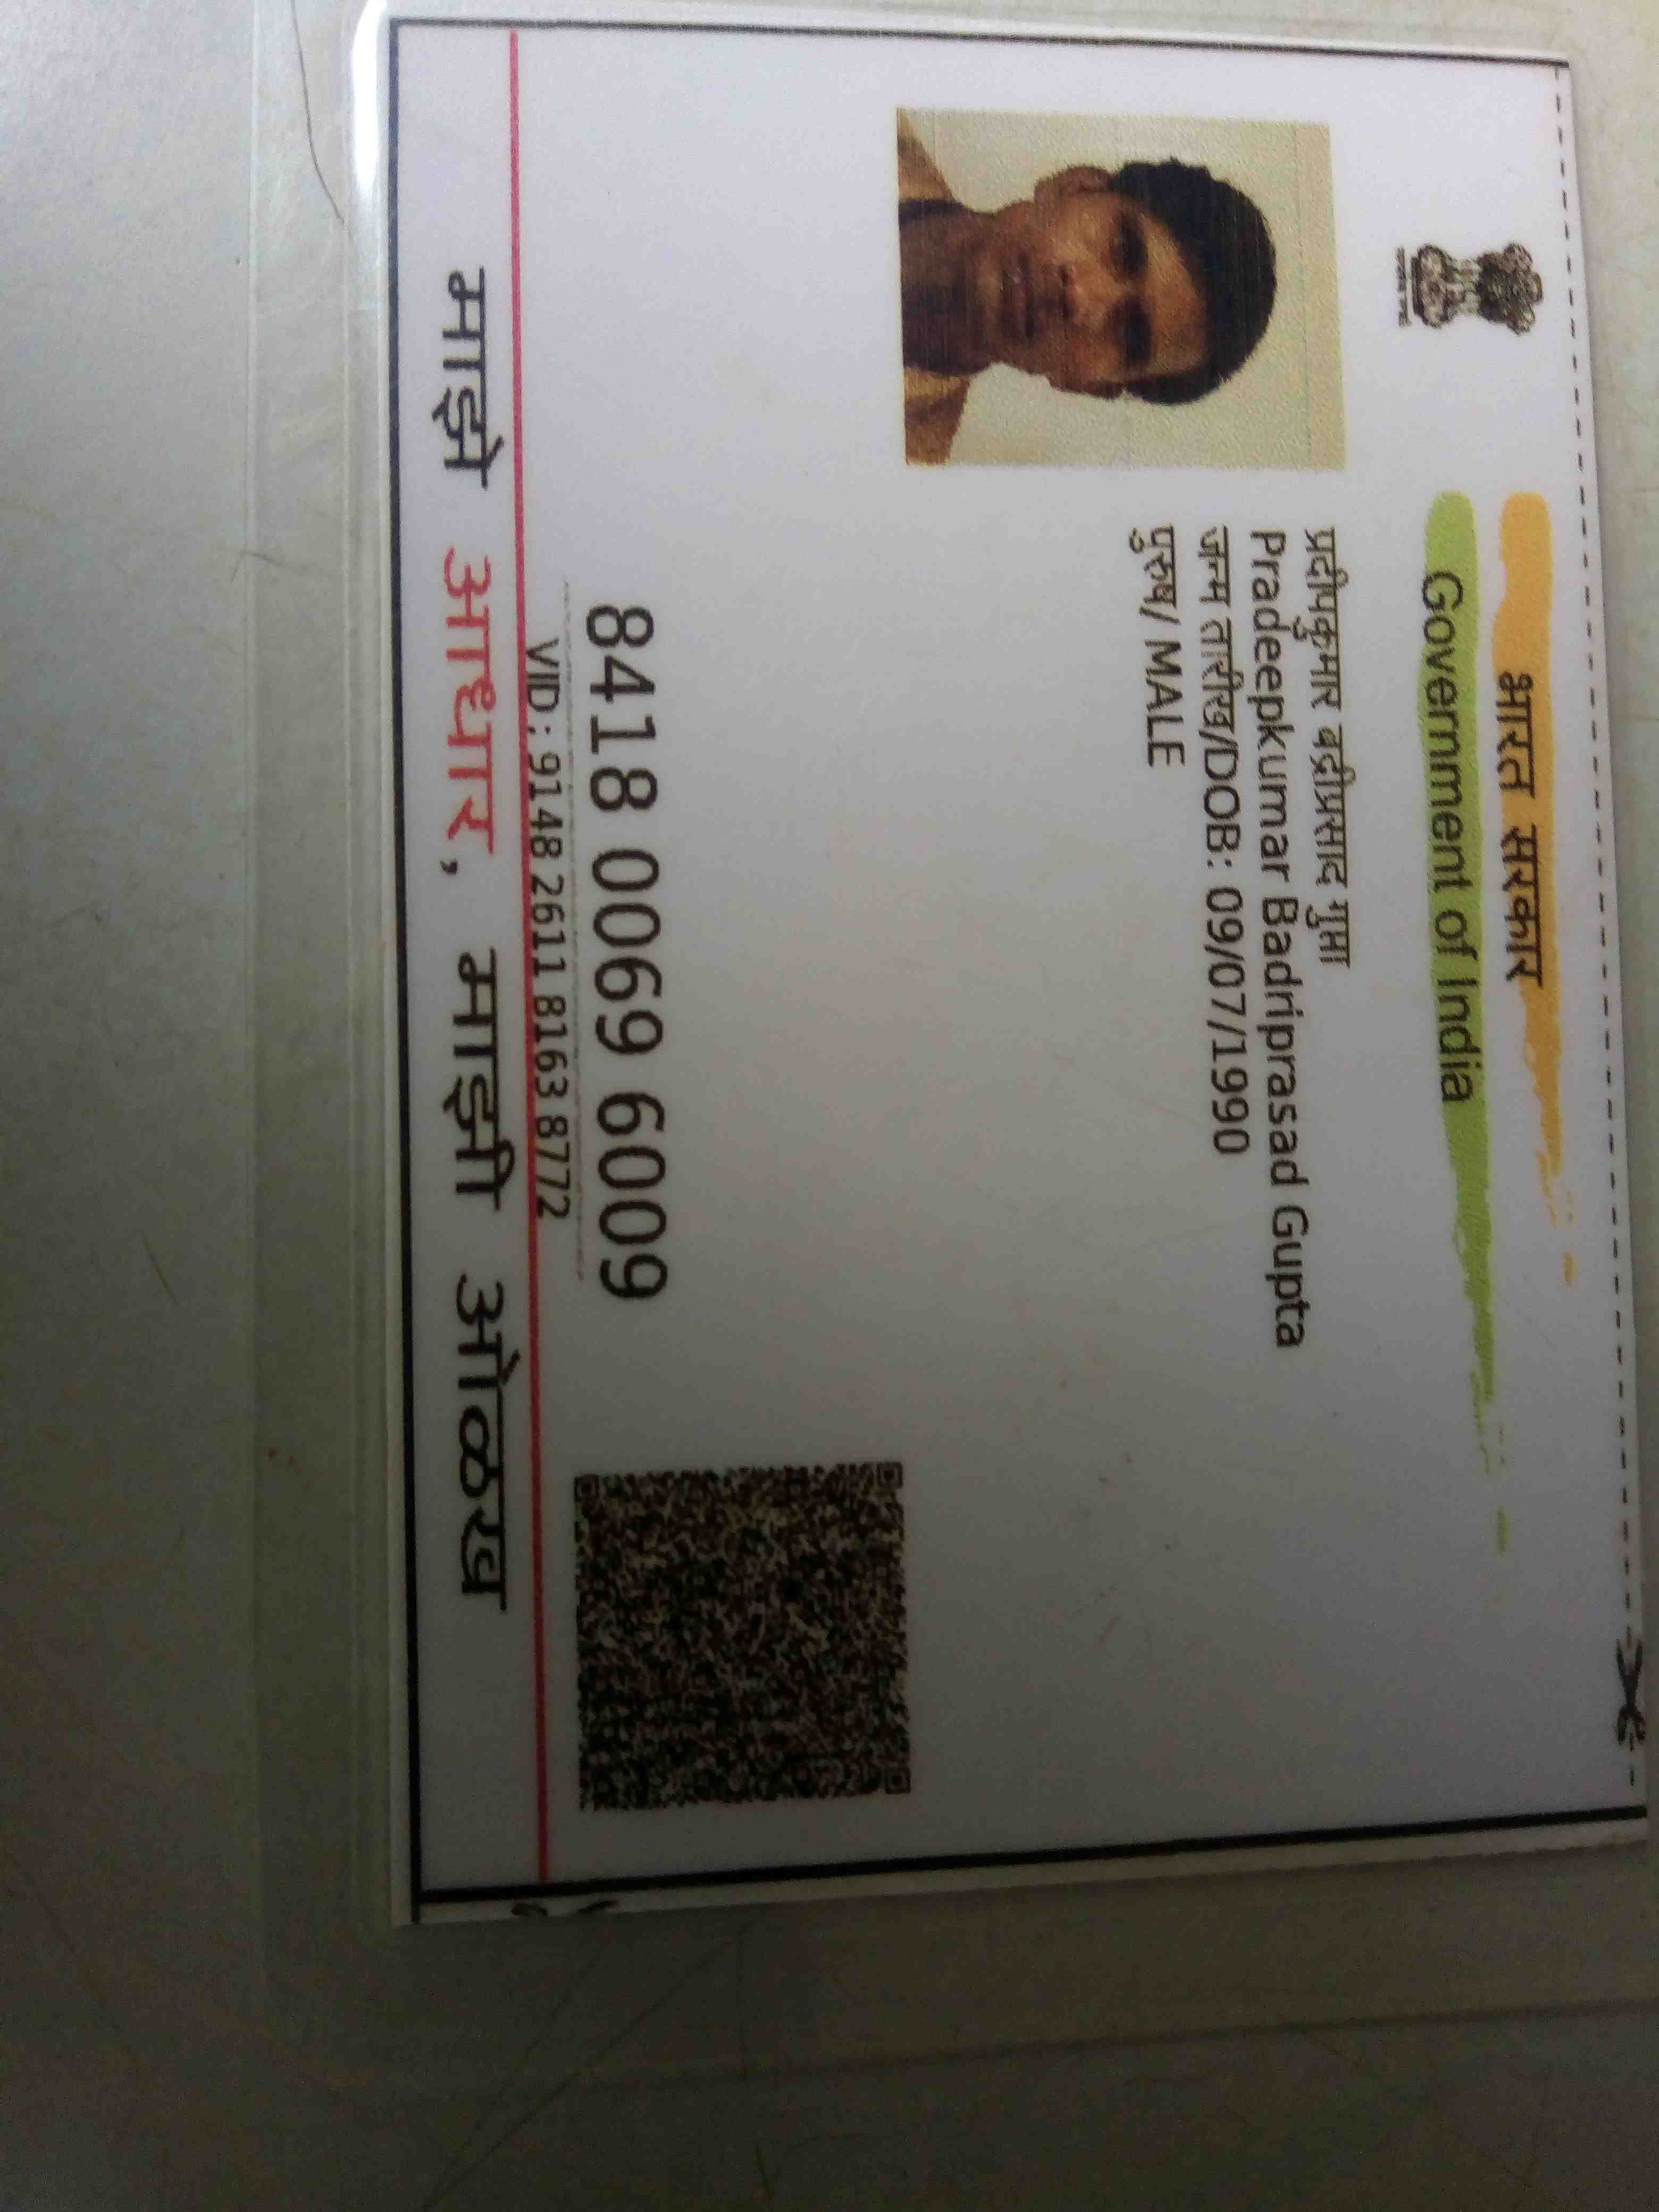 भारत सरकार
Government of India
प्रदीपकुमार बद्रीप्रसाद गुप्ता
Pradeepkumar Badriprasad Gupta
जन्म तारीख/DOB: 09/07/1990
पुरुष/ MALE
8418 0069 6009
VID: 9148 2611 8163 8772
माझे आधार, माझी ओळख